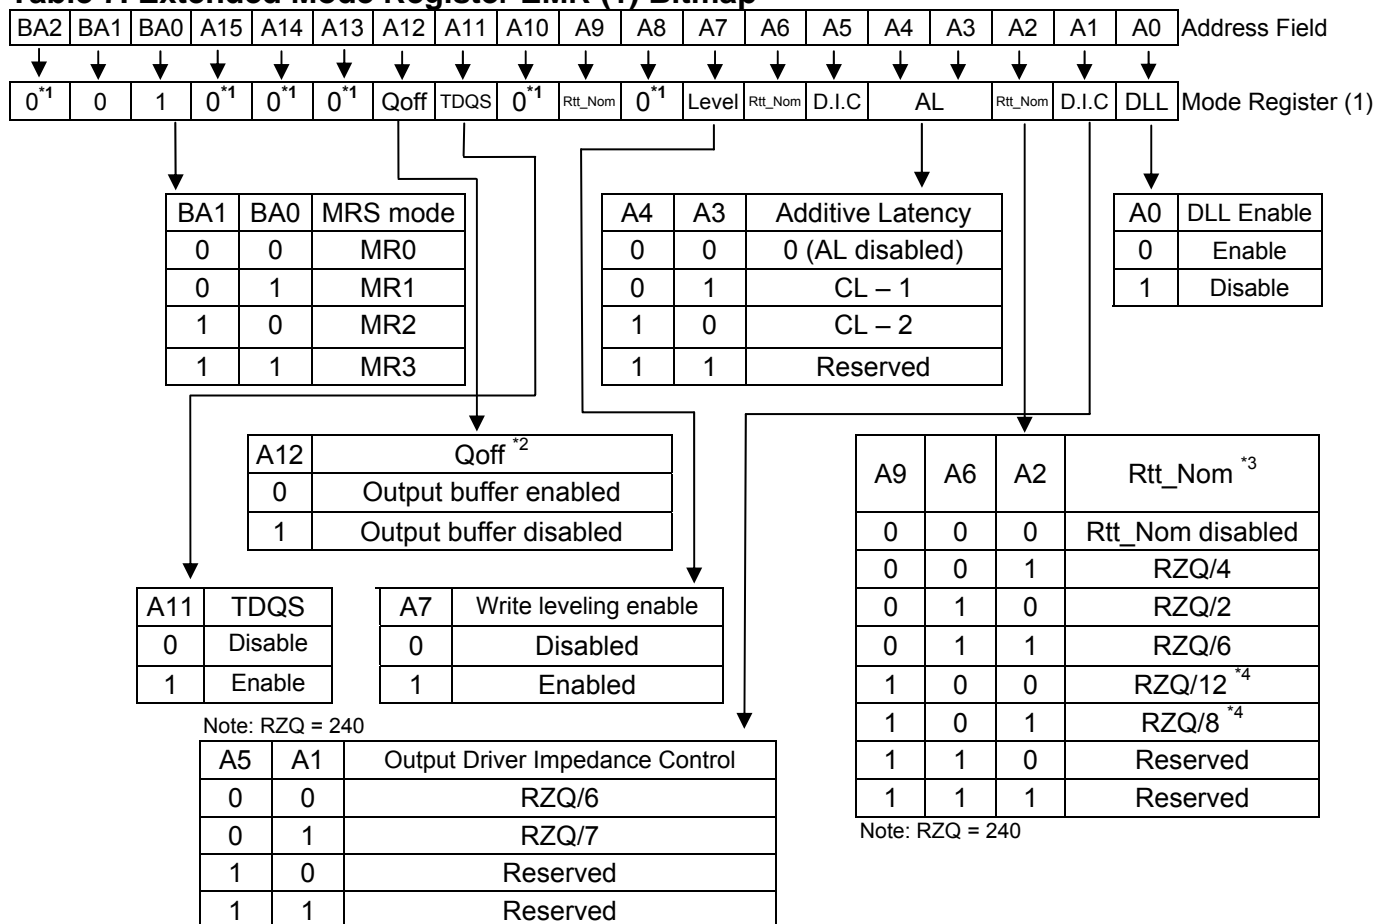 Table 7. Extended Mode Register EMR (1) Bitmap
BA2 BA1 BA0 A15 A14 A13 A12 A11 A10 A9 A8 A7 A6 A5 A4 A3 A2 A1 A0 Address Field
0*1 0 1 0*1 0*1 0*1 Qoff TDQS 0*1 Rtt_Nom 0*1 Level Rtt_Nom D.I.C AL Rtt_Nom D.I.C DLL Mode Register (1)
BA1 BA0 MRS mode
0 0 MR0
0 1 MR1
1 0 MR2
1 1 MR3
A4 A3 Additive Latency
0 0 0 (AL disabled)
0 1 CL – 1
1 0 CL – 2
1 1 Reserved
A0 DLL Enable
0 Enable
1 Disable
A12 Qoff *2
0 Output buffer enabled
1 Output buffer disabled
A9 A6 A2 Rtt_Nom *3
0 0 0 Rtt_Nom disabled
0 0 1 RZQ/4
0 1 0 RZQ/2
0 1 1 RZQ/6
1 0 0 RZQ/12 *4
1 0 1 RZQ/8 *4
1 1 0 Reserved
1 1 1 Reserved
Note: RZQ = 240
A11 TDQS
0 Disable
1 Enable
A7 Write leveling enable
0 Disabled
1 Enabled
Note: RZQ = 240
A5 A1 Output Driver Impedance Control
0 0 RZQ/6
0 1 RZQ/7
1 0 Reserved
1 1 Reserved